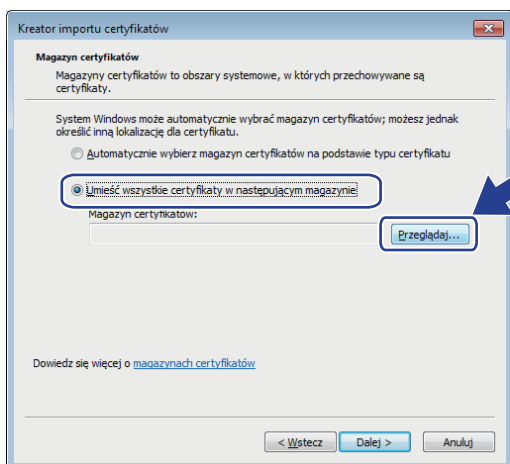 Kreator importu certyfikatów
Magazyn certyfikatów
Magazyny certyfikatów to obszary systemowe, w których przechowywane są
certyfikaty.
System Windows może automatycznie wybrać magazyn certyfikatów; możesz jednak
określić inną lokalizację dla certyfikatu.
Automatycznie wybierz magazyn certyfikatów na podstawie typu certyfikatu
Umieść wszystkie certyfikaty w następującym magazynie
Magazyn certyfikatów:
Przeglądaj...
Dowiedz się więcej o magazynach certyfikatów
< Wstecz Dalej > Anuluj